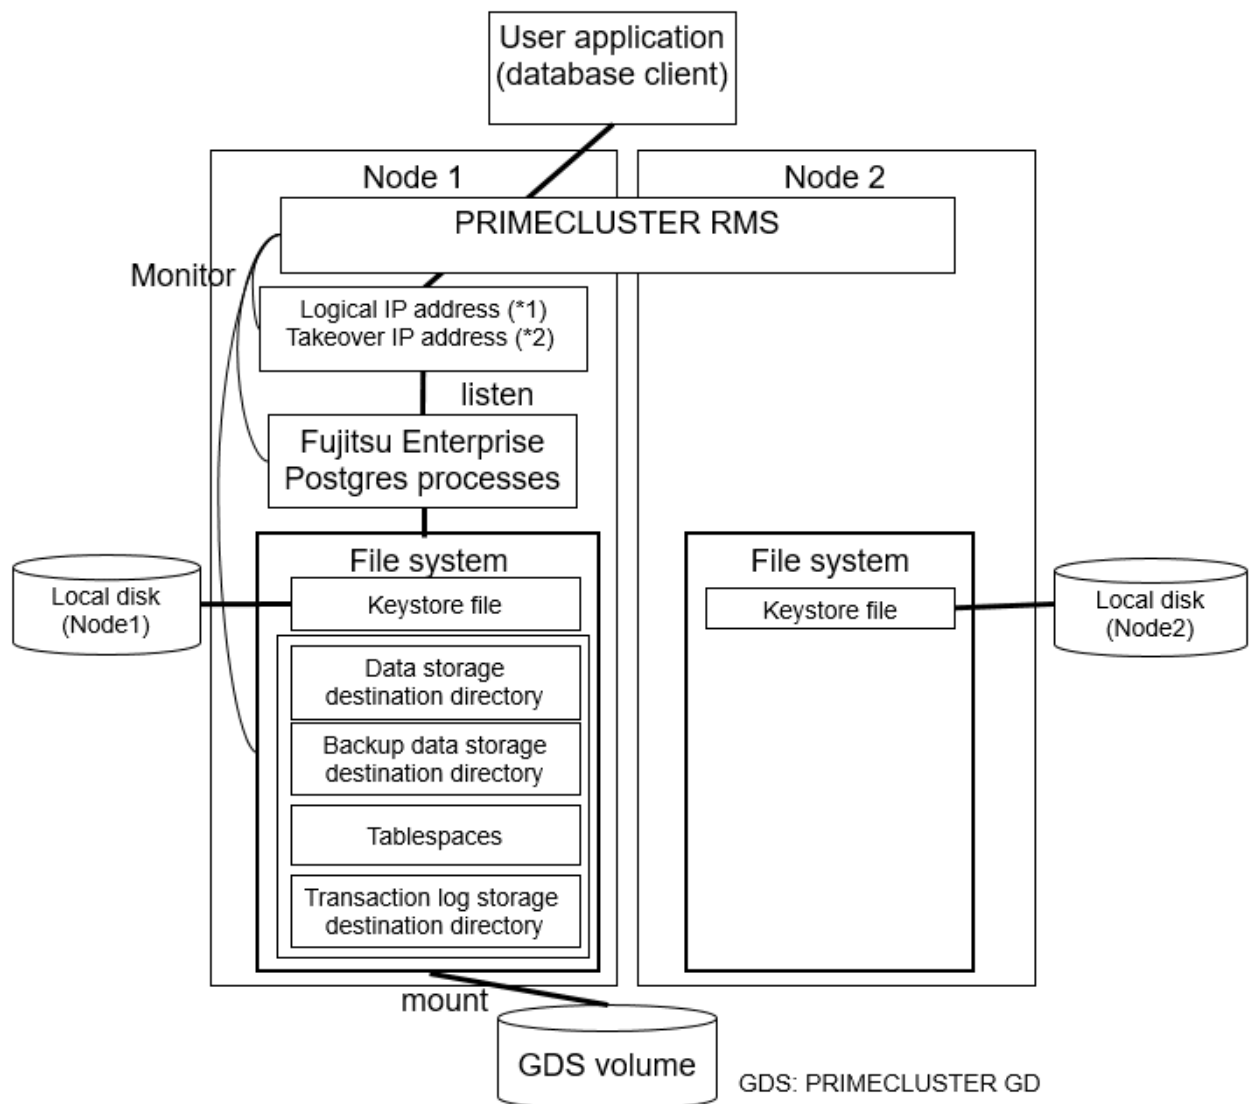 User application
(database client)
Node 1
Node 2
PRIMECLUSTER RMS
Monitor
Logical IP address (*1)
Takeover IP address (*2)
listen
Fujitsu Enterprise
Postgres processes
File system
File system
Local disk
(Node1)
Keystore file
Keystore file
Local disk
(Node2)
Data storage
destination directory
Backup data storage
destination directory
Tablespaces
Transaction log storage
destination directory
mount
GDS volume
GDS: PRIMECLUSTER GD